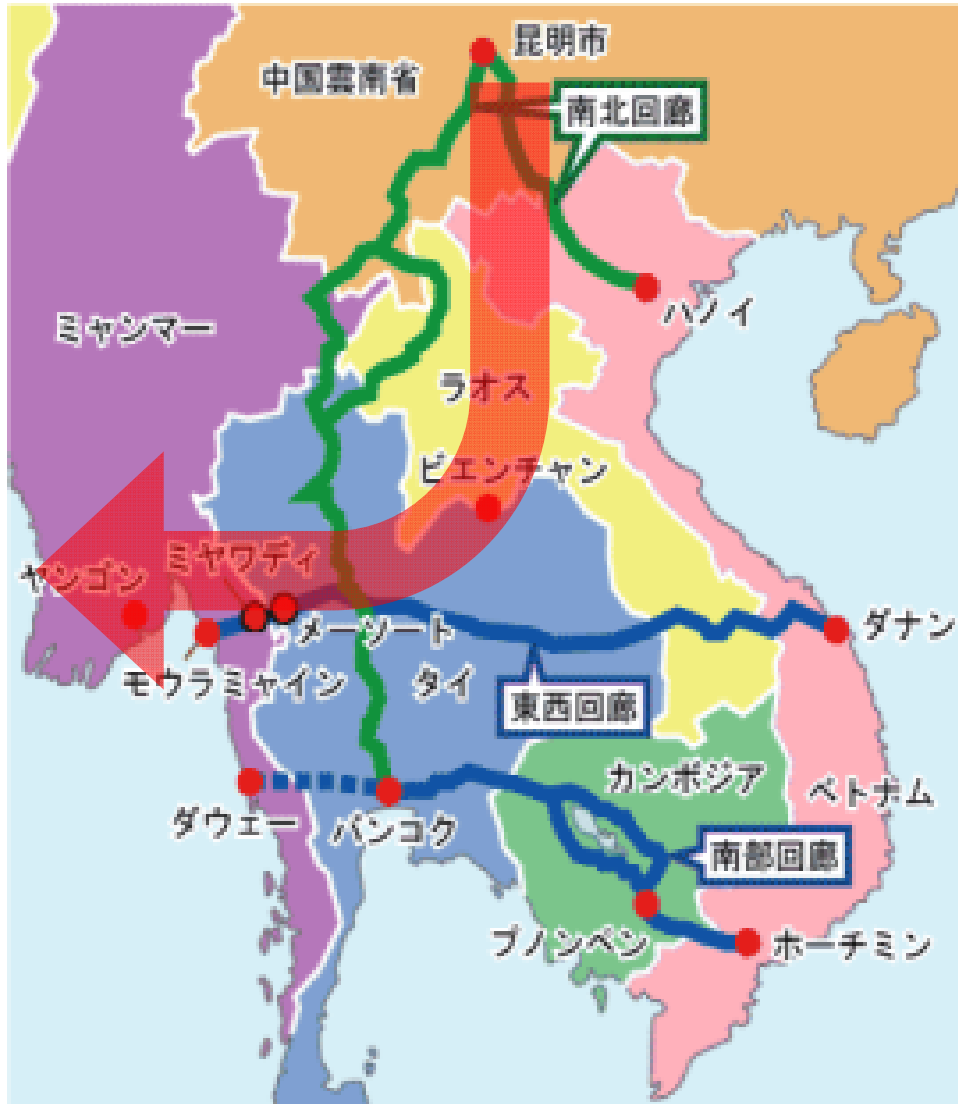 昆明市
中国雲南省
南北回廊
ハノイ
ミャンマー
ラオス
ビエンチャン
ミヤワディ
ヤンゴン
メーソート
ダナン
モウラミャイン
タイ
東西回廊
カンボジア
ベトナム
ダウェー
バンコク
南部回廊
プノンペン
ホーチミン